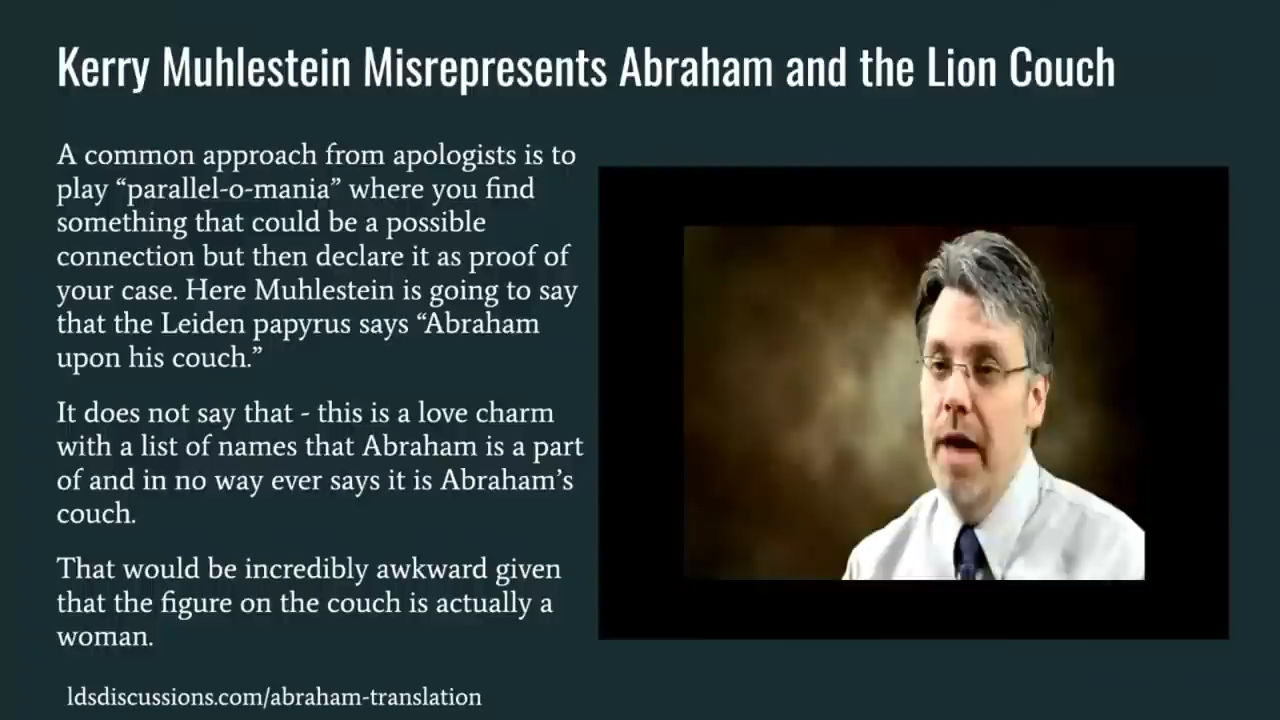 Kerry Muhlestein Misrepresents Abraham and the Lion Couch
A common approach from apologists is to
play “parallel-o-mania” where you find
something that could be a possible
connection but then declare it as proof of
your case. Here Muhlestein is going to say
that the Leiden papyrus says “Abraham
upon his couch.”
It does not say that - this is a love charm
with a list of names that Abraham is a part
of and in no way ever says it is Abraham’s
couch.
That would be incredibly awkward given
that the figure on the couch is actually a
woman.
ldsdiscussions.com/abraham-translation